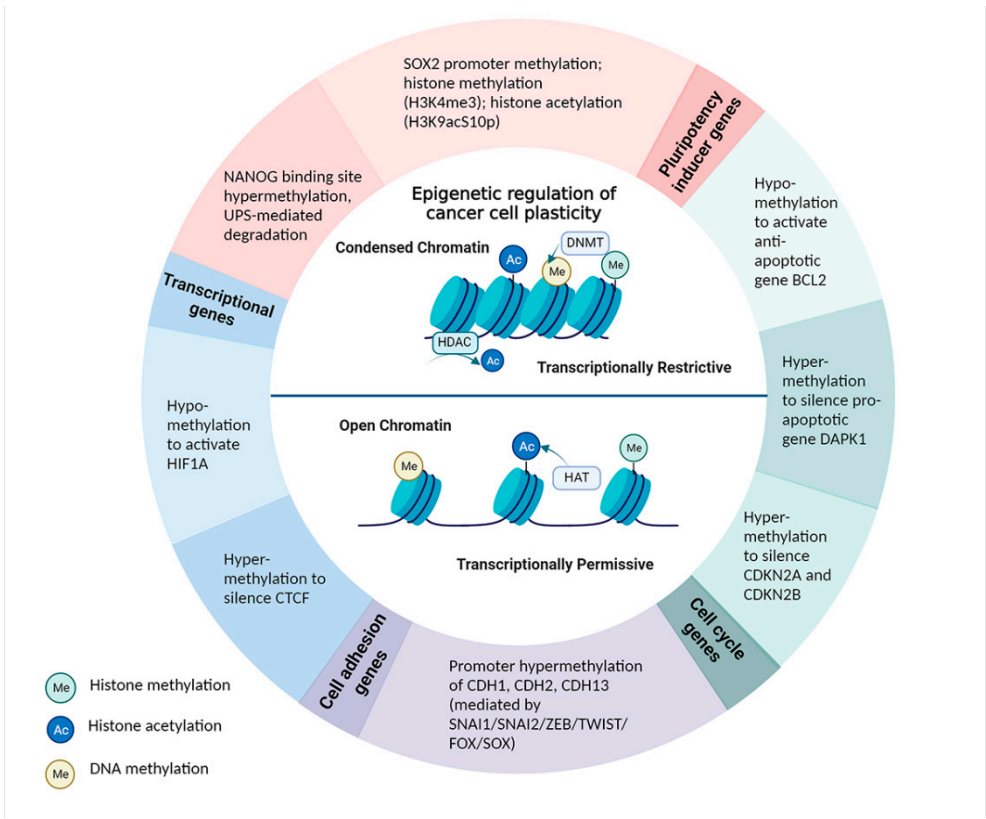 SOX2 promoter methylation;
histone methylation
(H3K4me3); histone acetylation
(H3K9acS10p)
Pluripotency
inducer genes
Hypo-
methylation
to activate
anti-
apoptotic
gene BCL2
Hyper-
methylation
to silence pro-
apoptotic
gene DAPK1
Hyper-
methylation
to silence
CDKN2A and
CDKN2B
Cell cycle
genes
Promoter hypermethylation
of CDH1, CDH2, CDH13
(mediated by
SNAI1/SNAI2/ZEB/TWIST/
FOX/SOX)
Cell adhesion
genes
Hyper-
methylation to
silence CTCF
Hypo-
methylation
to activate
HIF1A
Transcriptional
genes
NANOG binding site
hypermethylation,
UPS-mediated
degradation
Epigenetic regulation of
cancer cell plasticity
Condensed Chromatin
DNMT
Ac
Me
Me
HDAC
Ac
Transcriptionally Restrictive
Open Chromatin
Me
Ac
Me
HAT
Transcriptionally Permissive
Me Histone methylation
Ac Histone acetylation
Me DNA methylation